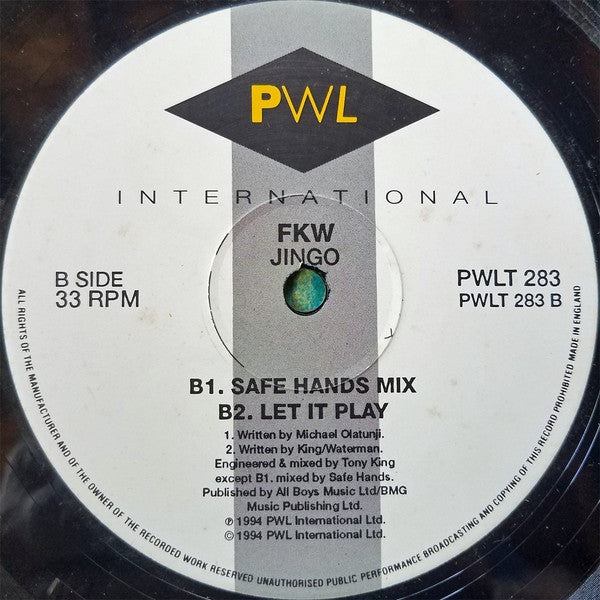 PWL
INTERNATIONAL
FKW
JINGO
B SIDE
33 RPM
PWLT 283
PWLT 283 B
B1. SAFE HANDS MIX
B2. LET IT PLAY
1. Written by Michael Olatunji.
2. Written by King/Waterman.
Engineered & mixed by Tony King
except B1. mixed by Safe Hands.
Published by All Boys Music Ltd/BMG
Music Publishing Ltd.
℗ 1994 PWL International Ltd.
© 1994 PWL International Ltd.
ALL RIGHTS OF THE MANUFACTURER AND OF THE OWNER OF THE RECORDED WORK RESERVED UNAUTHORISED PUBLIC PERFORMANCE BROADCASTING AND COPYING OF THIS RECORD PROHIBITED MADE IN ENGLAND